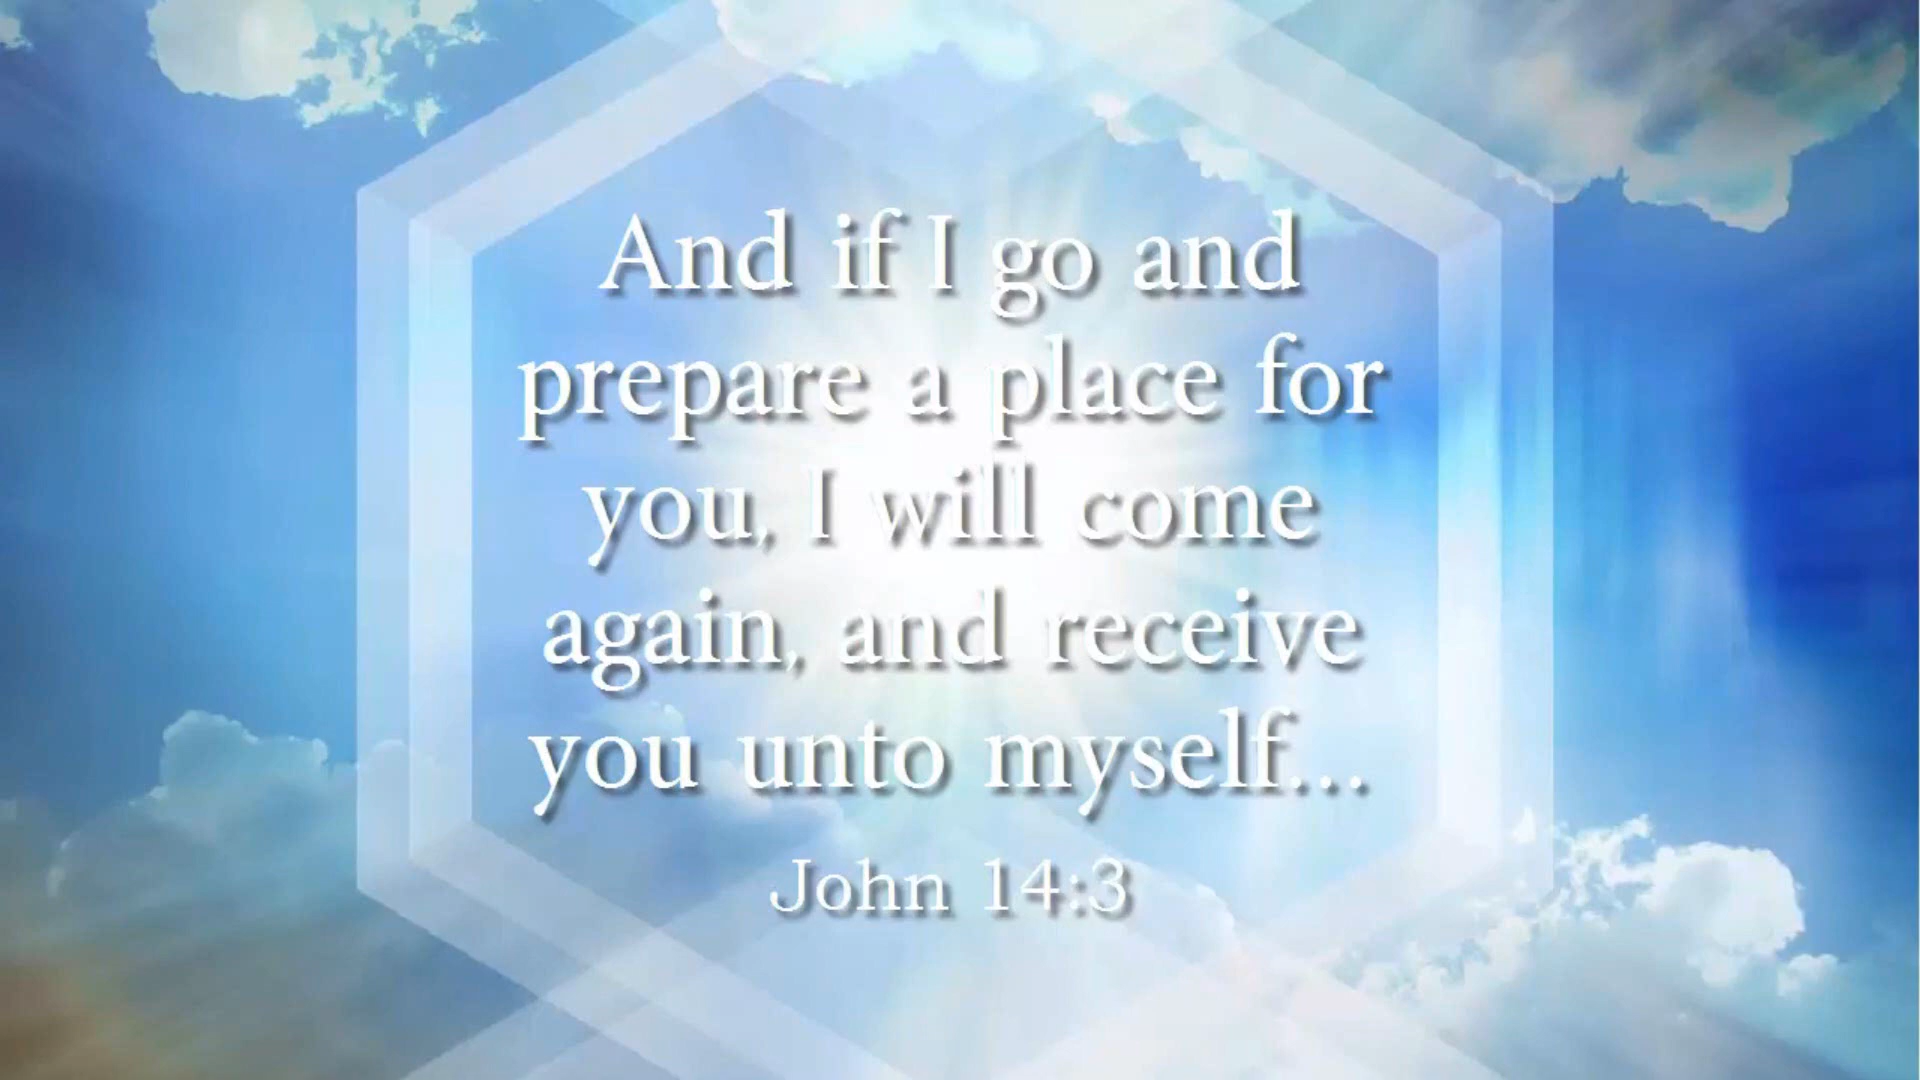 And if I go and
prepare a place for
you, I will come
again, and receive
you unto myself...
John 14:3